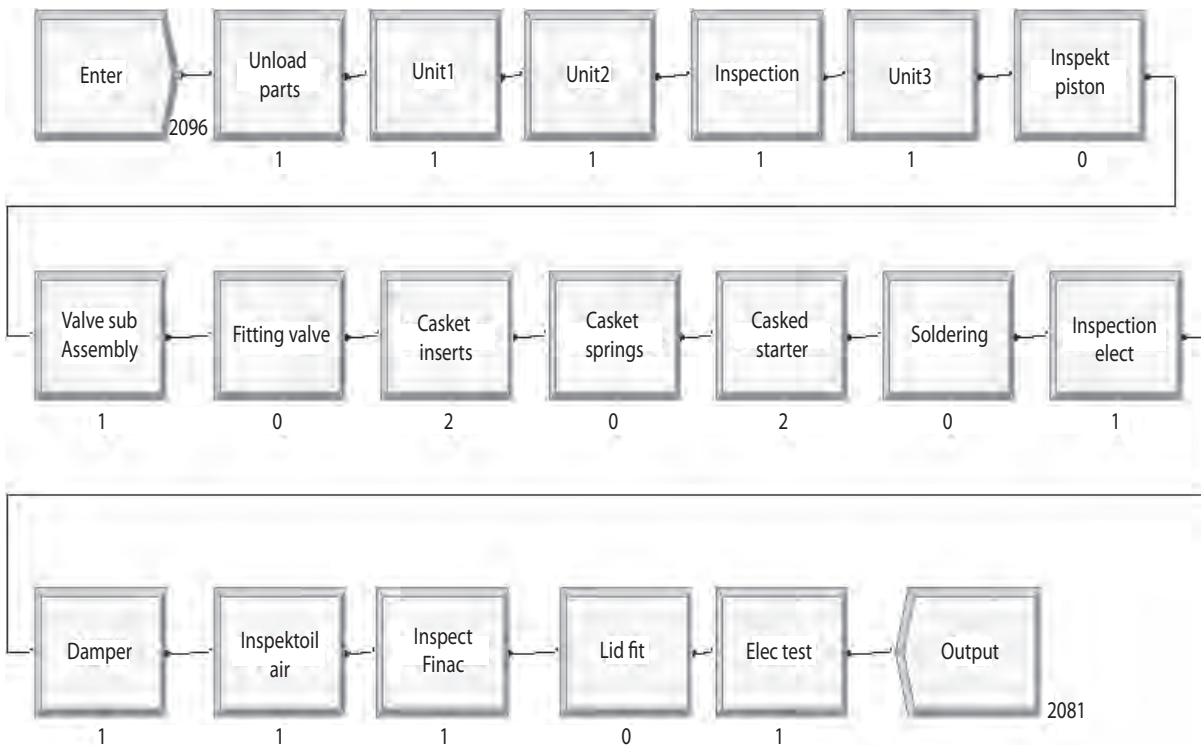 Enter
2096
Unload
parts
1
Unit1
1
Unit2
1
Inspection
1
Unit3
1
Inspekt
piston
0
Valve sub
Assembly
1
Fitting valve
0
Casket
inserts
2
Casket
springs
0
Casked
starter
2
Soldering
0
Inspection
elect
1
Damper
1
Inspektoil
air
1
Inspect
Finac
1
Lid fit
0
Elec test
1
Output
2081